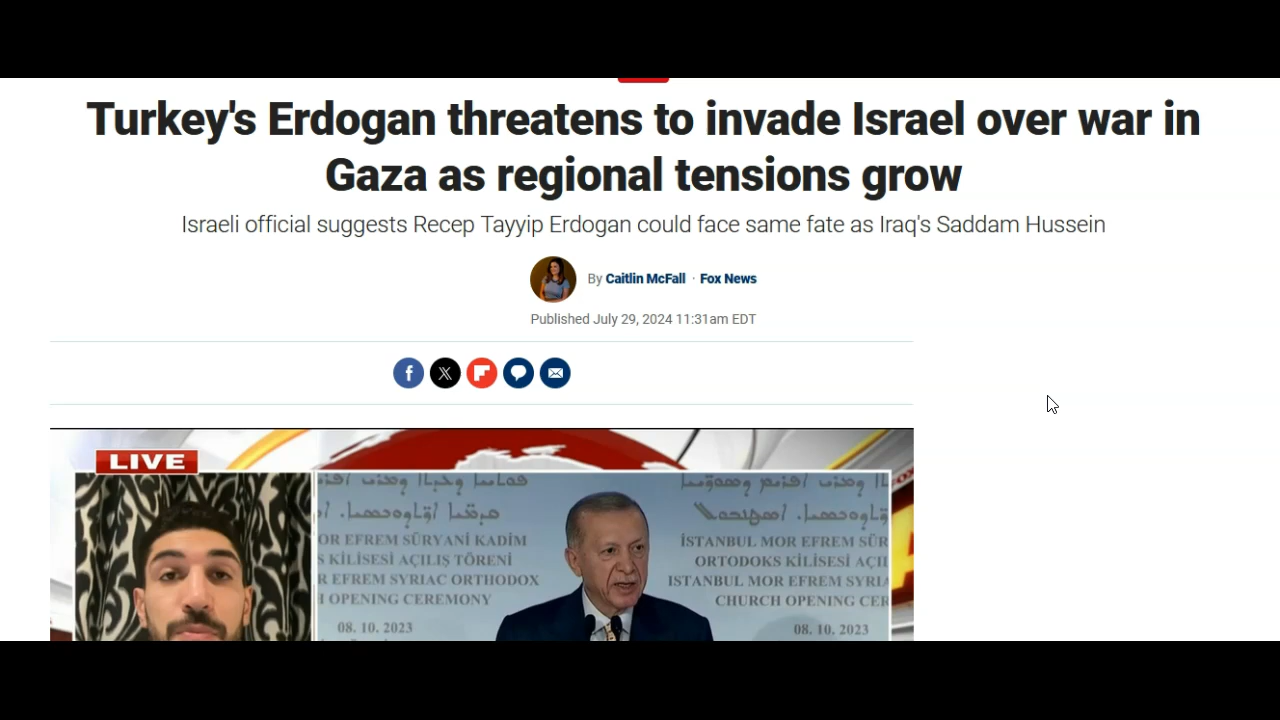 Turkey's Erdogan threatens to invade Israel over war in
Gaza as regional tensions grow
Israeli official suggests Recep Tayyip Erdogan could face same fate as Iraq's Saddam Hussein
By Caitlin McFall · Fox News
Published July 29, 2024 11:31am EDT
LIVE
OR EFREM SÜRYANİ KADİM
S KİLİSESİ AÇILIŞ TÖRENİ
R EFREM SYRIAC ORTHODOX
H OPENING CEREMONY
08. 10. 2023
İSTANBUL MOR EFREM SÜR
ORTODOKS KİLİSESİ AÇII
ISTANBUL MOR EFREM SYRIA
CHURCH OPENING CER
08. 10. 2023